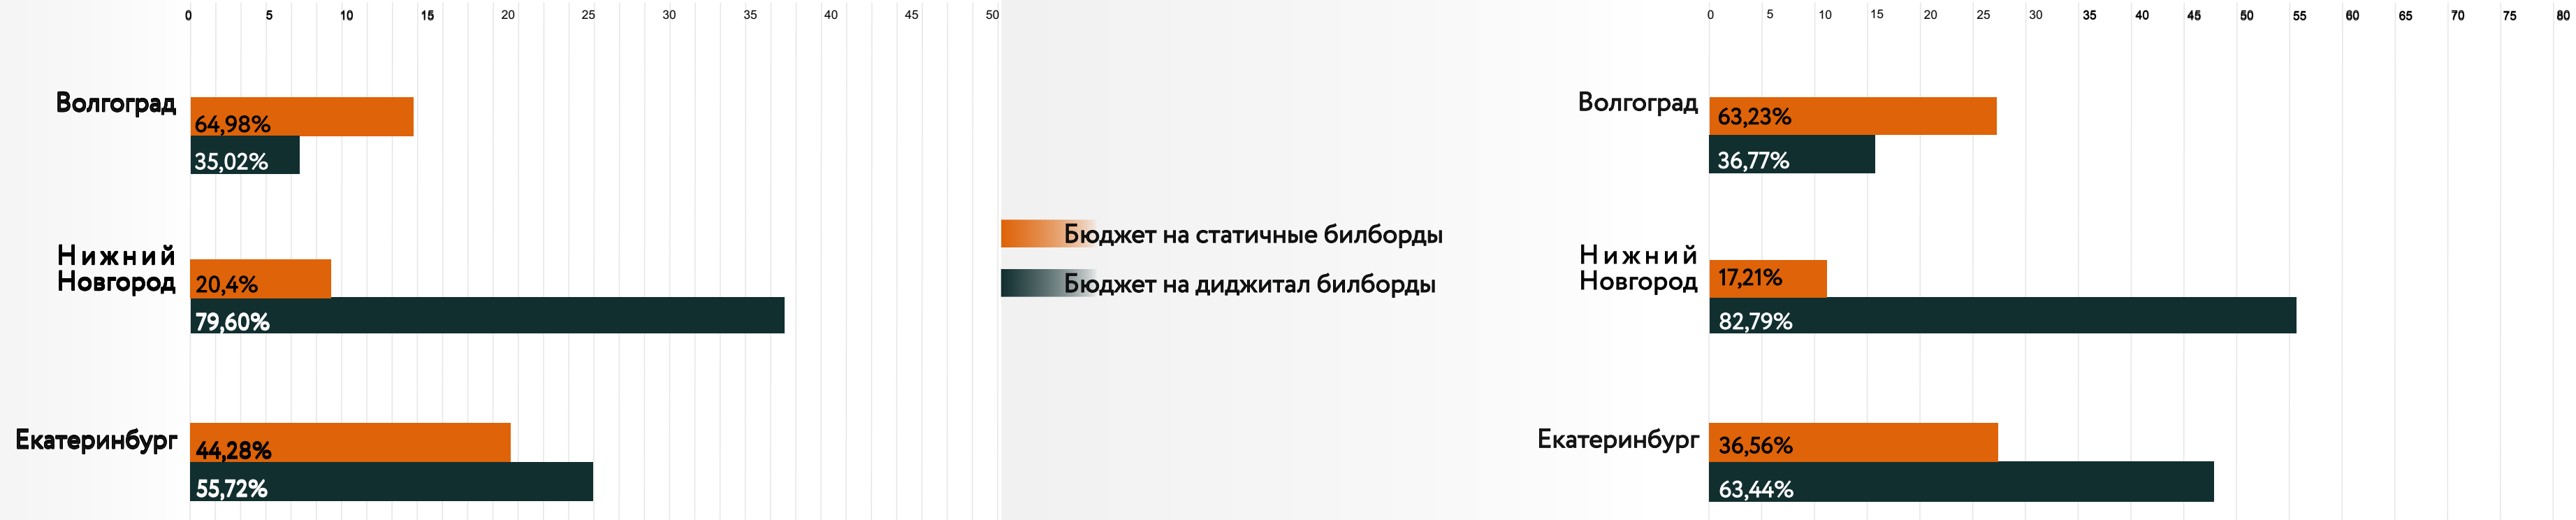 0 5 10 15 20 25 30 35 40 45 50
Волгоград
64,98%
35,02%
Нижний
Новгород
20,4%
79,60%
Екатеринбург
44,28%
55,72%
Бюджет на статичные билборды
Бюджет на диджитал билборды
0 5 10 15 20 25 30 35 40 45 50 55 60 65 70 75 80
Волгоград
63,23%
36,77%
Нижний
Новгород
17,21%
82,79%
Екатеринбург
36,56%
63,44%